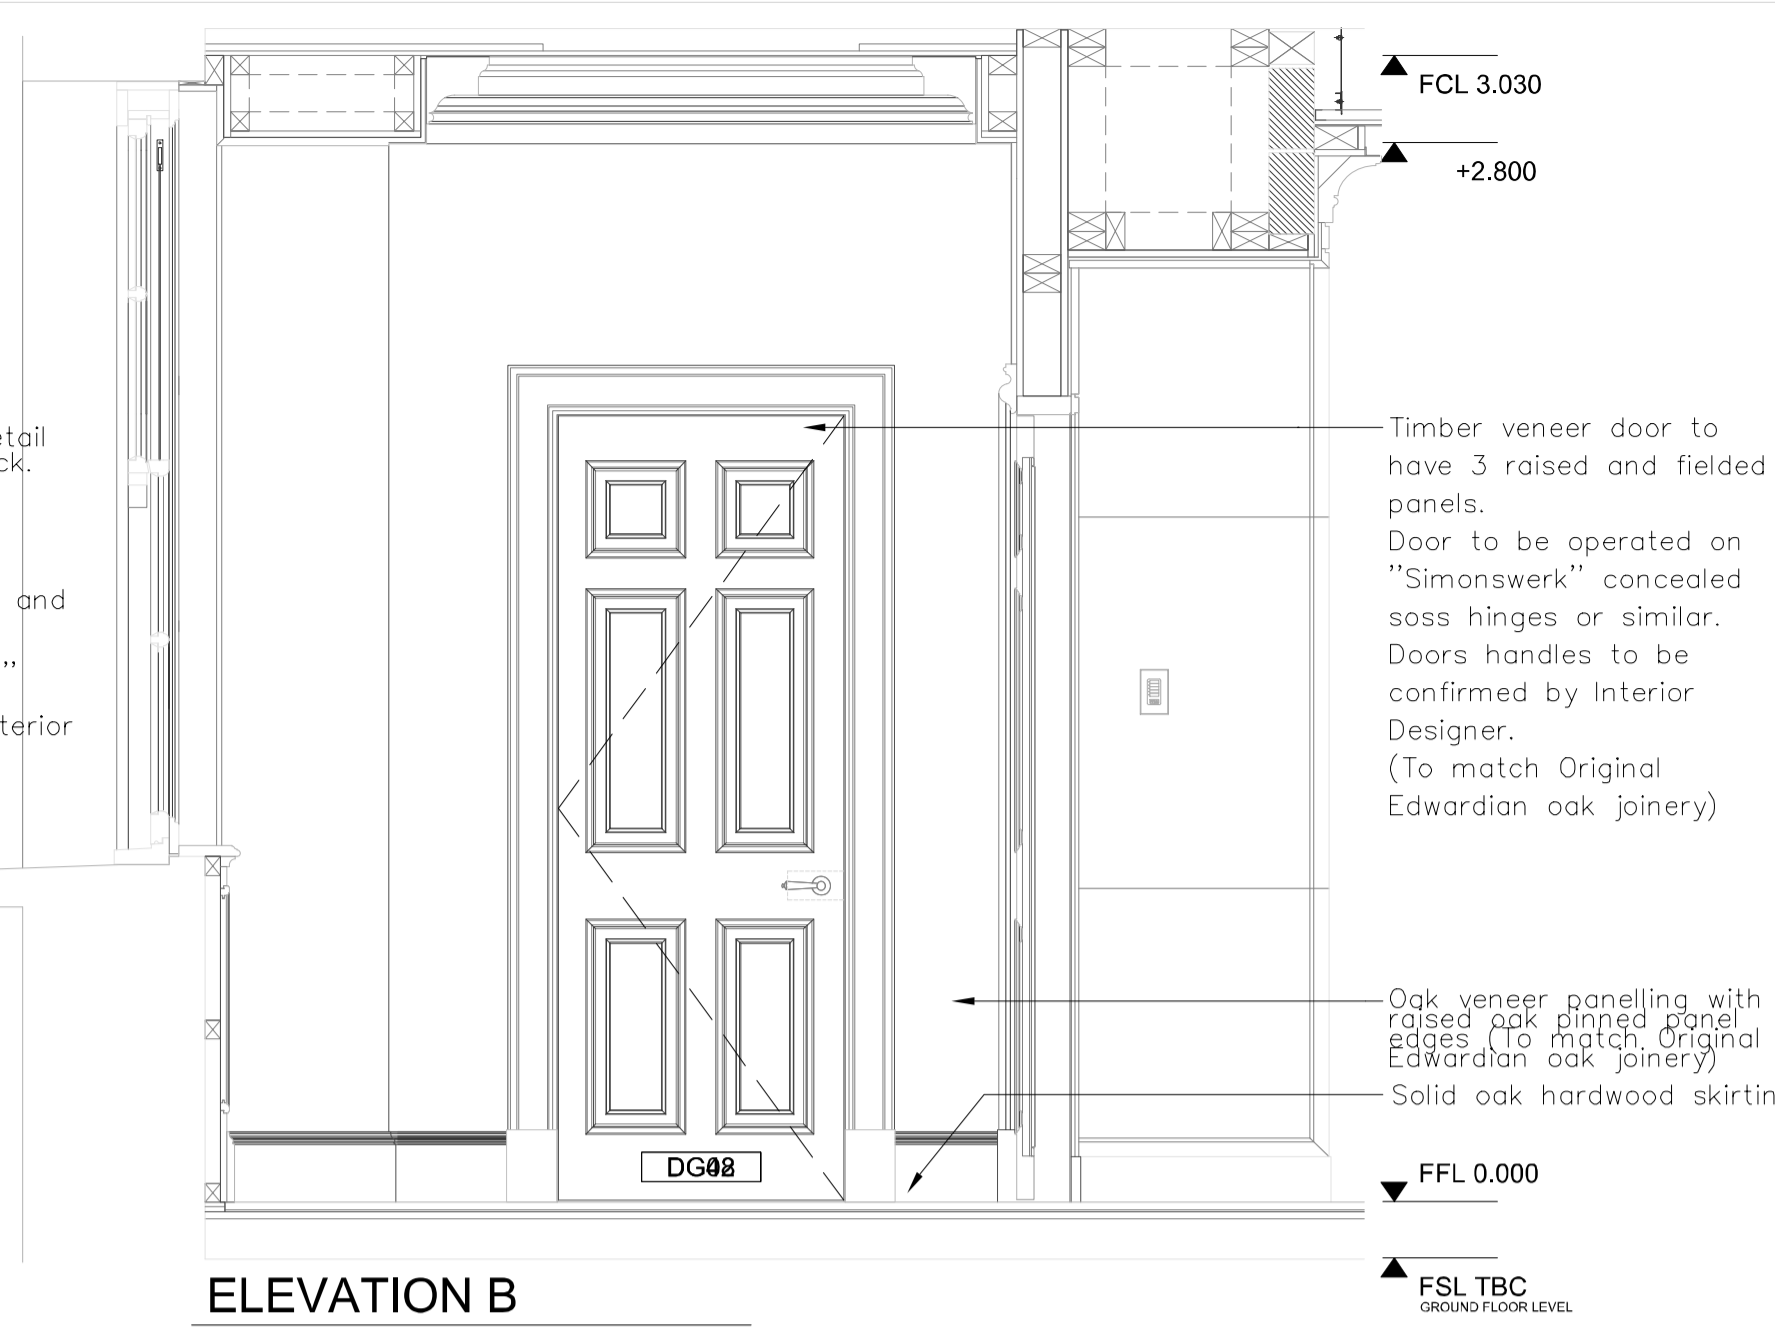 FCL 3.030
+2.800
etail
ck.
and
"
terior
Timber veneer door to
have 3 raised and fielded
panels.
Door to be operated on
"Simonswerk" concealed
soss hinges or similar.
Doors handles to be
confirmed by Interior
Designer.
(To match Original
Edwardian oak joinery)
Oak veneer panelling with
raised oak pinned panel
edges (To match Original
Edwardian oak joinery)
Solid oak hardwood skirtin
FFL 0.000
FSL TBC
GROUND FLOOR LEVEL
ELEVATION B